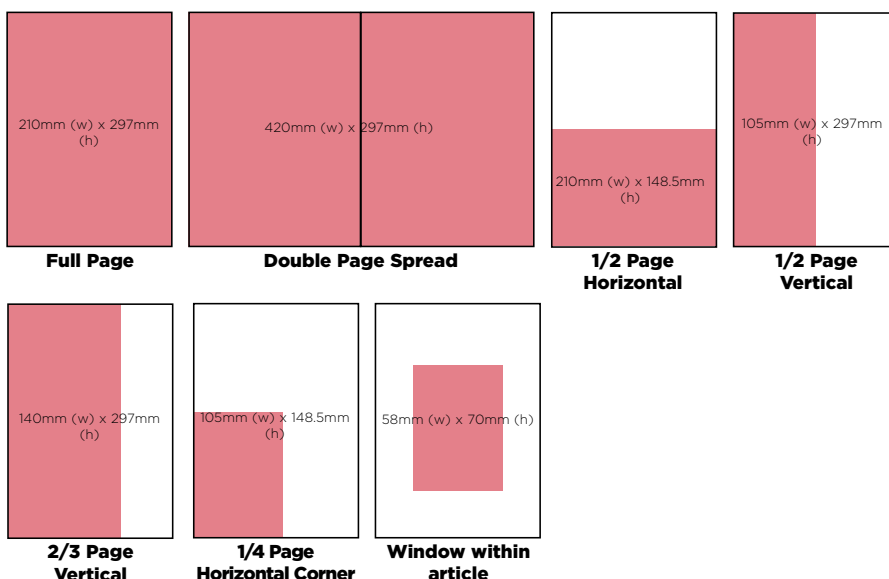 210mm (w) x 297mm
(h)
420mm (w) x 297mm (h)
210mm (w) x 148.5mm
(h)
105mm (w) x 297mm
(h)
Full Page
Double Page Spread
1/2 Page
Horizontal
1/2 Page
Vertical
140mm (w) x 297mm
(h)
105mm (w) x 148.5mm
(h)
58mm (w) x 70mm (h)
2/3 Page
Vertical
1/4 Page
Horizontal Corner
Window within
article